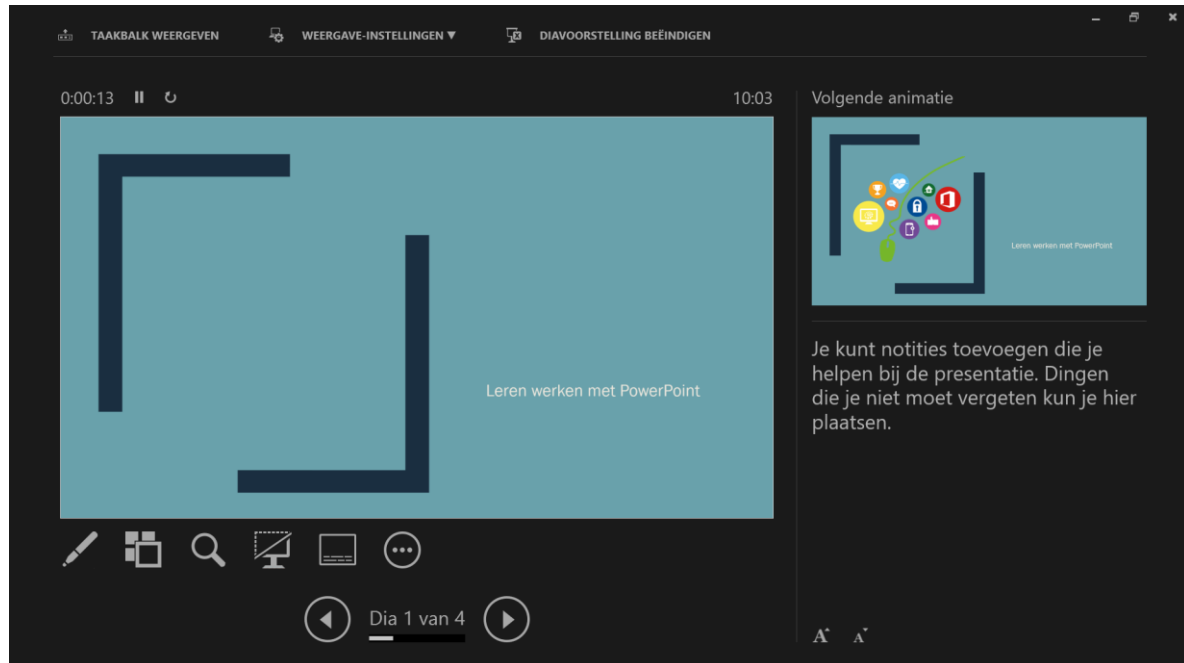 TAAKBALK WEERGEVEN
WEERGAVE-INSTELLINGEN ▼
DIAVOORSTELLING BEËINDIGEN
0:00:13
10:03
Leren werken met PowerPoint
Dia 1 van 4
Volgende animatie
Leren werken met PowerPoint
Je kunt notities toevoegen die je
helpen bij de presentatie. Dingen
die je niet moet vergeten kun je hier
plaatsen.
A A